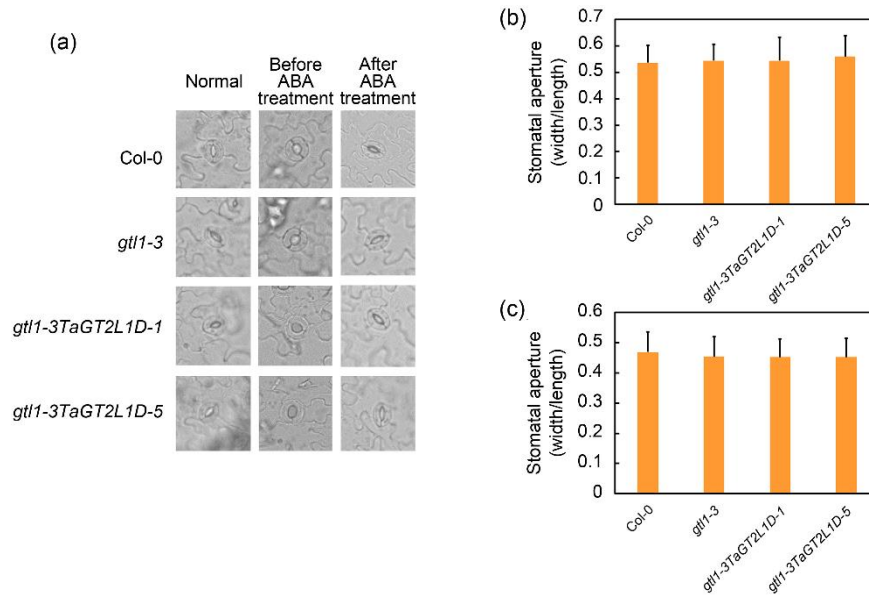 (a)
Normal
Before
ABA
treatment
After
ABA
treatment
Col-0
gtl1-3
gtl1-3TaGT2L1D-1
gtl1-3TaGT2L1D-5
(b)
Stomatal aperture
(width/length)
0.7
0.6
0.5
0.4
0.3
0.2
0.1
0
Col-0
gtl1-3
gtl1-3TaGT2L1D-1
gtl1-3TaGT2L1D-5
(c)
Stomatal aperture
(width/length)
0.6
0.5
0.4
0.3
0.2
0.1
0
Col-0
gtl1-3
gtl1-3TaGT2L1D-1
gtl1-3TaGT2L1D-5